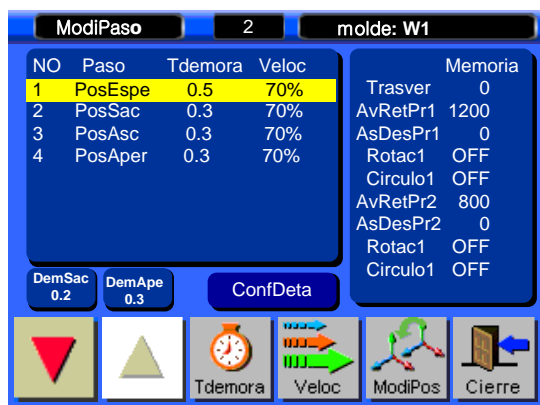 ModiPaso 2 molde: W1
NO Paso Tdemora Veloc
1 PosEspe 0.5 70%
2 PosSac 0.3 70%
3 PosAsc 0.3 70%
4 PosAper 0.3 70%
Memoria
Trasver 0
AvRetPr1 1200
AsDesPr1 0
Rotac1 OFF
Circulo1 OFF
AvRetPr2 800
AsDesPr2 0
Rotac1 OFF
Circulo1 OFF
DemSac
0.2
DemApe
0.3
ConfDeta
Tdemora Veloc ModiPos Cierre